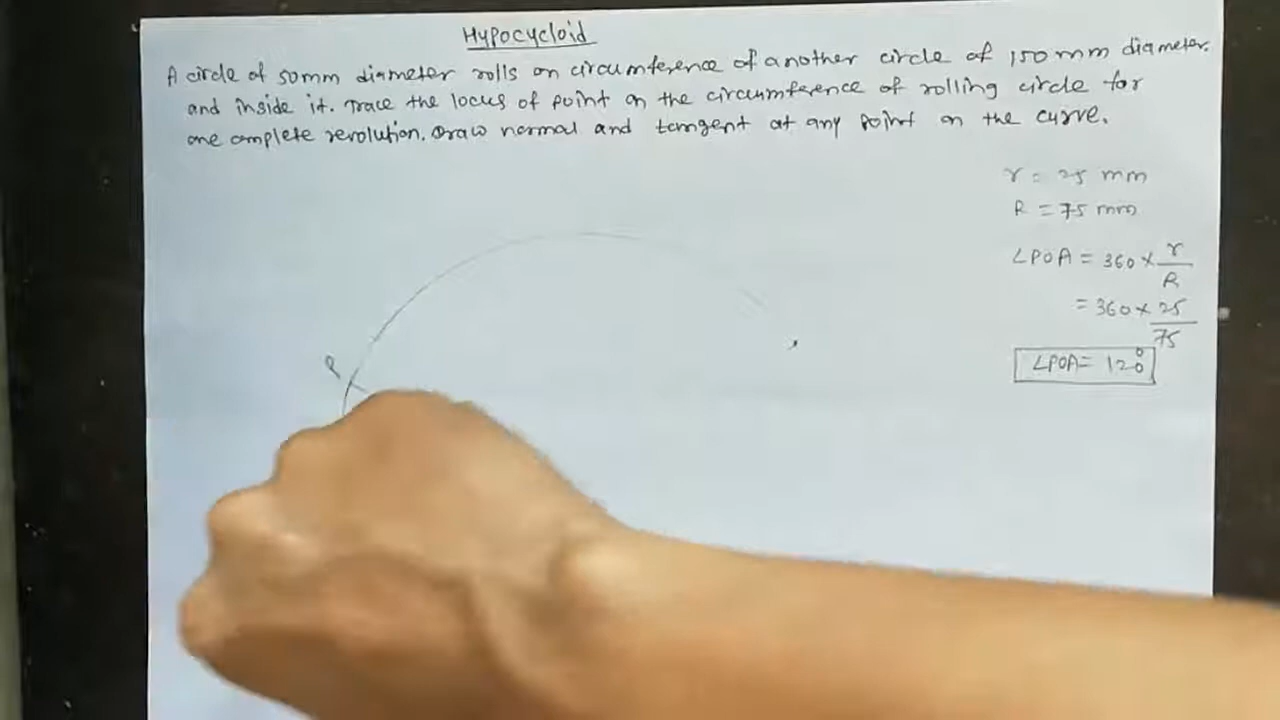 Hypocycloid
A circle of 50mm diameter rolls on circumference of another circle of 150 mm diameter.
and inside it. Trace the locus of point on the circumference of rolling circle for
one complete revolution. Draw normal and tangent at any point on the curve.
r = 25 mm
R = 75 mm
∠POA = 360 × r/R
= 360 × 25/75
∠POA = 120°
P